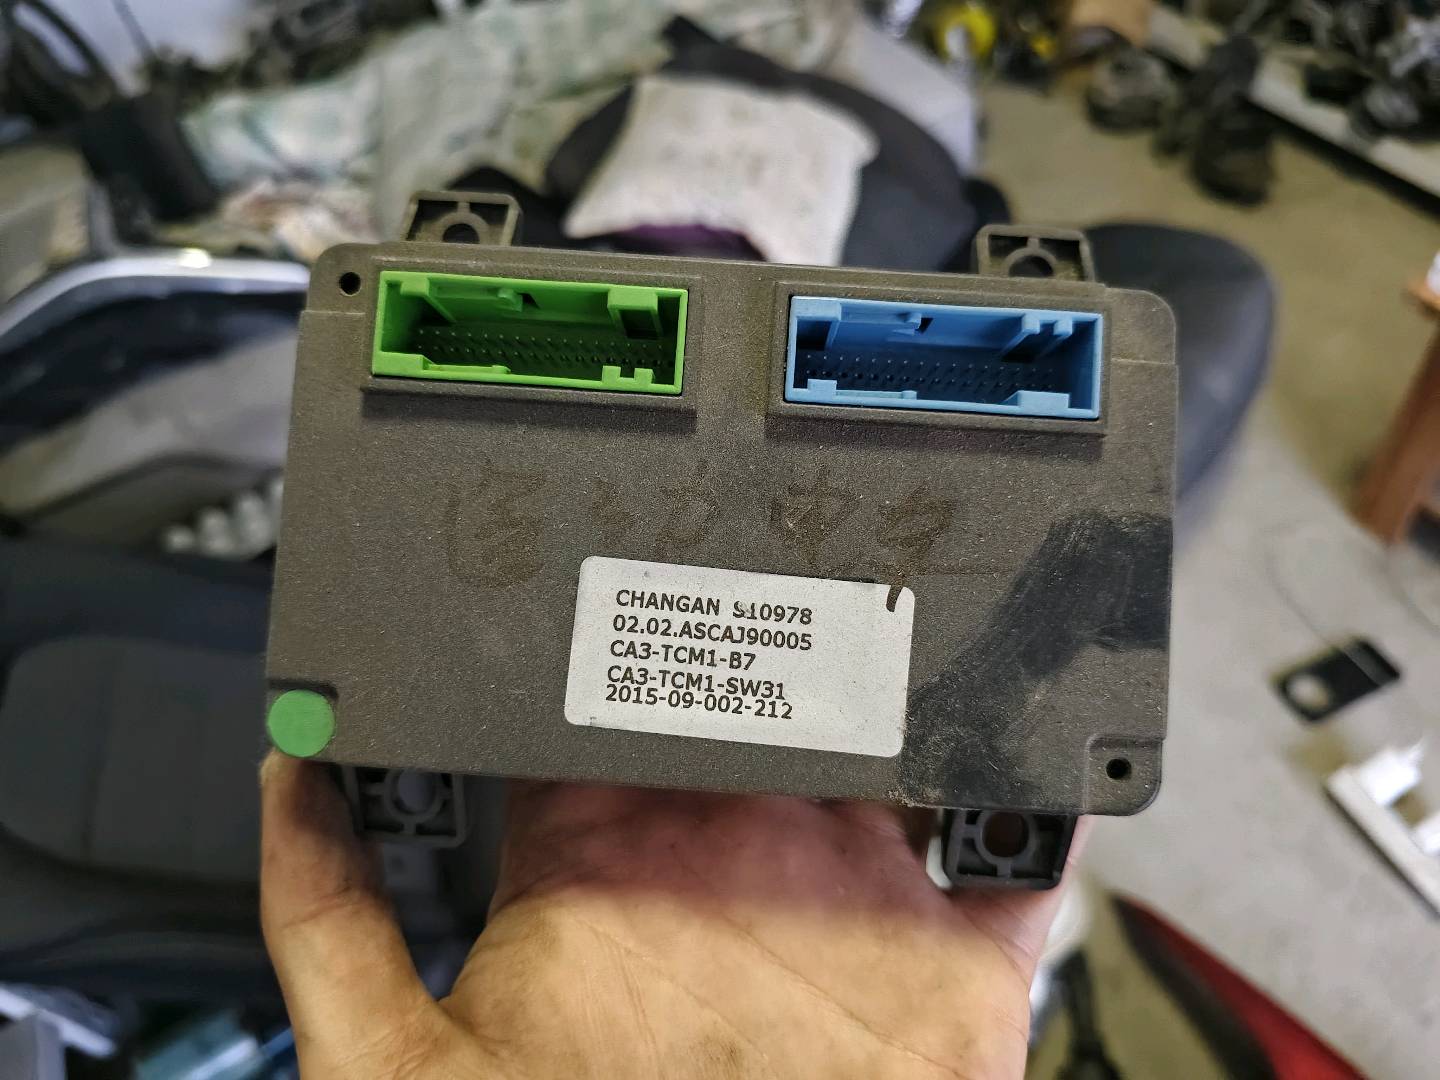 CHANGAN S10978
02.02.ASCAJ90005
CA3-TCM1-B7
CA3-TCM1-SW31
2015-09-002-212